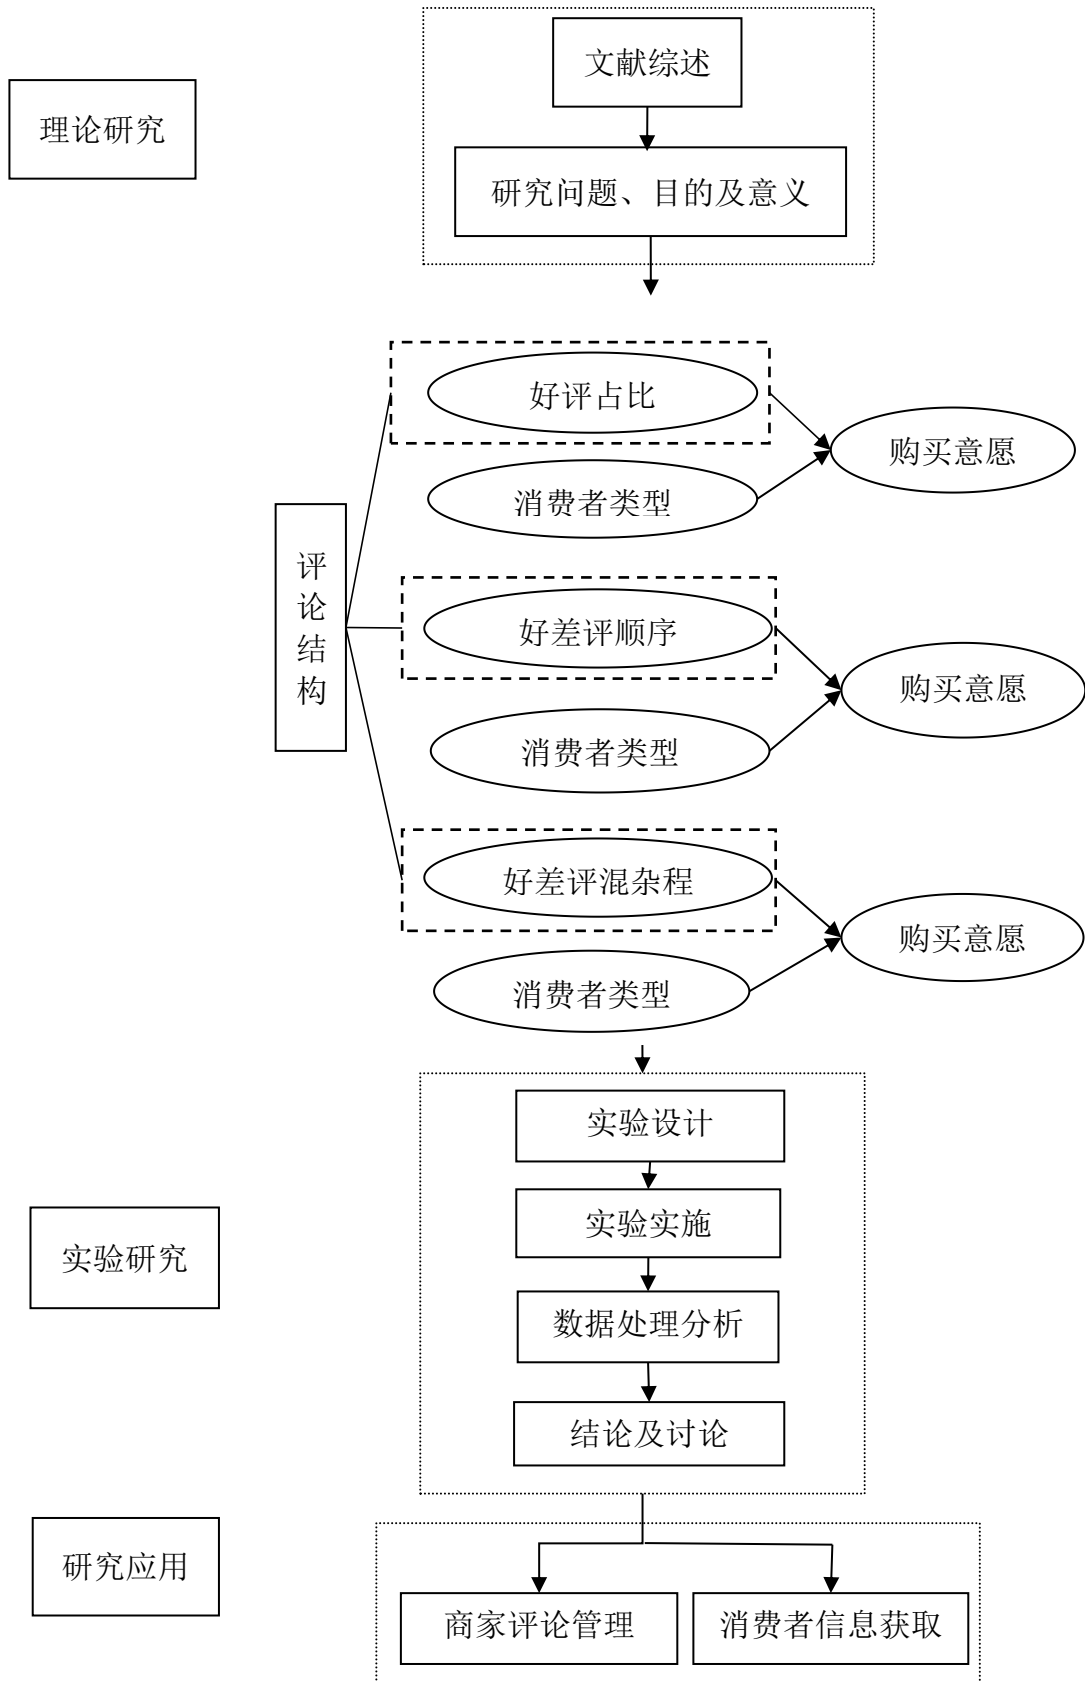 文献综述
理论研究
研究问题、目的及意义
好评占比
购买意愿
消费者类型
评论结构
好差评顺序
购买意愿
消费者类型
好差评混杂程
购买意愿
消费者类型
实验设计
实验实施
实验研究
数据处理分析
结论及讨论
研究应用
商家评论管理
消费者信息获取